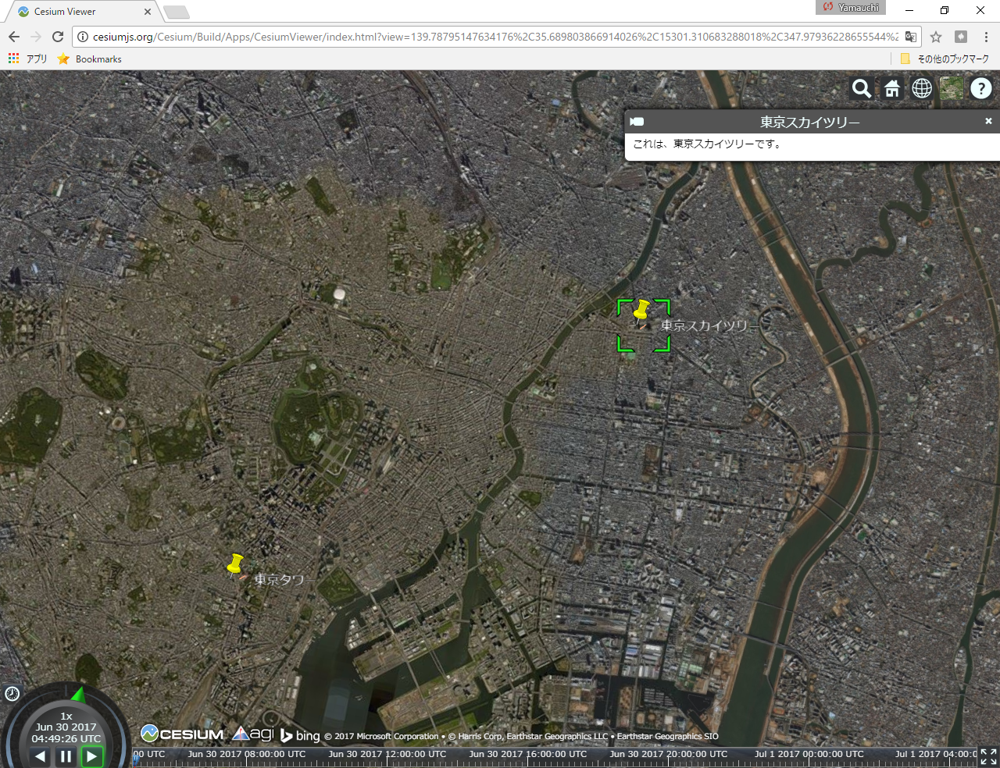 Cesium Viewer
Yamauchi
cesiumjs.org/Cesium/Build/Apps/CesiumViewer/index.html?view=139.78795147634176%2C35.689803866914026%2C15301.310683288018%2C347.97936228655544%2
アプリ
Bookmarks
その他のブックマーク
東京スカイツリー
これは、東京スカイツリーです。
東京スカイツリー
東京タワー
1x
Jun 30 2017
04:49:26 UTC
CESIUM agi bing © 2017 Microsoft Corporation • © Harris Corp, Earthstar Geographics LLC • Earthstar Geographics SIO
00 UTC Jun 30 2017 08:00:00 UTC Jun 30 2017 12:00:00 UTC Jun 30 2017 16:00:00 UTC Jun 30 2017 20:00:00 UTC Jul 1 2017 00:00:00 UTC Jul 1 2017 04:00:0